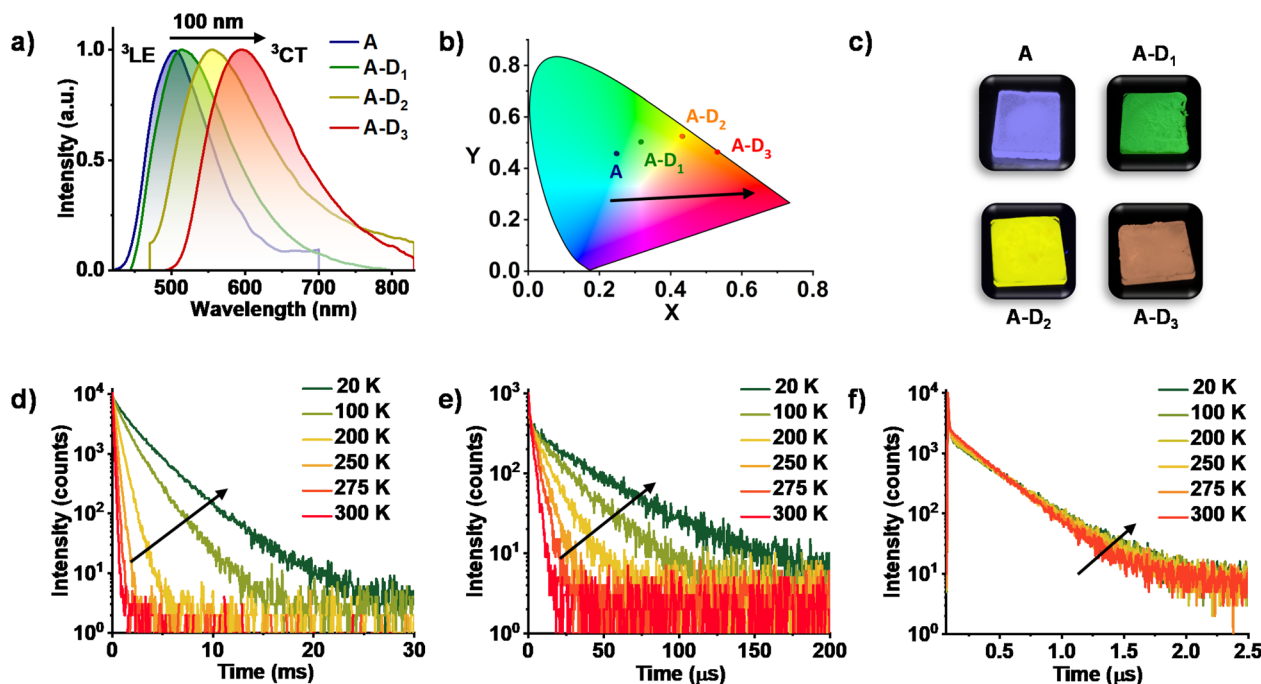 a)
100 nm
³LE
³CT
A
A-D₁
A-D₂
A-D₃
Intensity (a.u.)
1.0
0.5
0.0
500 600 700 800
Wavelength (nm)
b)
Y
0.8
0.6
0.4
0.2
0.0
A
A-D₁
A-D₂
A-D₃
0.0 0.2 0.4 0.6 0.8
X
c)
A
A-D₁
A-D₂
A-D₃
d)
Intensity (counts)
10⁴
10³
10²
10¹
10⁰
20 K
100 K
200 K
250 K
275 K
300 K
0 10 20 30
Time (ms)
e)
Intensity (counts)
10³
10²
10¹
10⁰
20 K
100 K
200 K
250 K
275 K
300 K
0 50 100 150 200
Time (μs)
f)
Intensity (counts)
10⁴
10³
10²
10¹
10⁰
20 K
100 K
200 K
250 K
275 K
300 K
0.5 1.0 1.5 2.0 2.5
Time (μs)